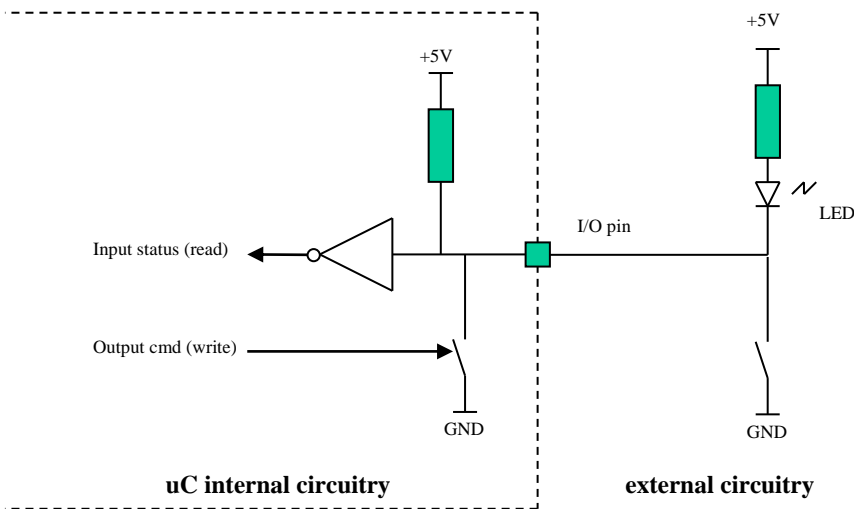 +5V
+5V
LED
I/O pin
Input status (read)
Output cmd (write)
GND
GND
uC internal circuitry
external circuitry